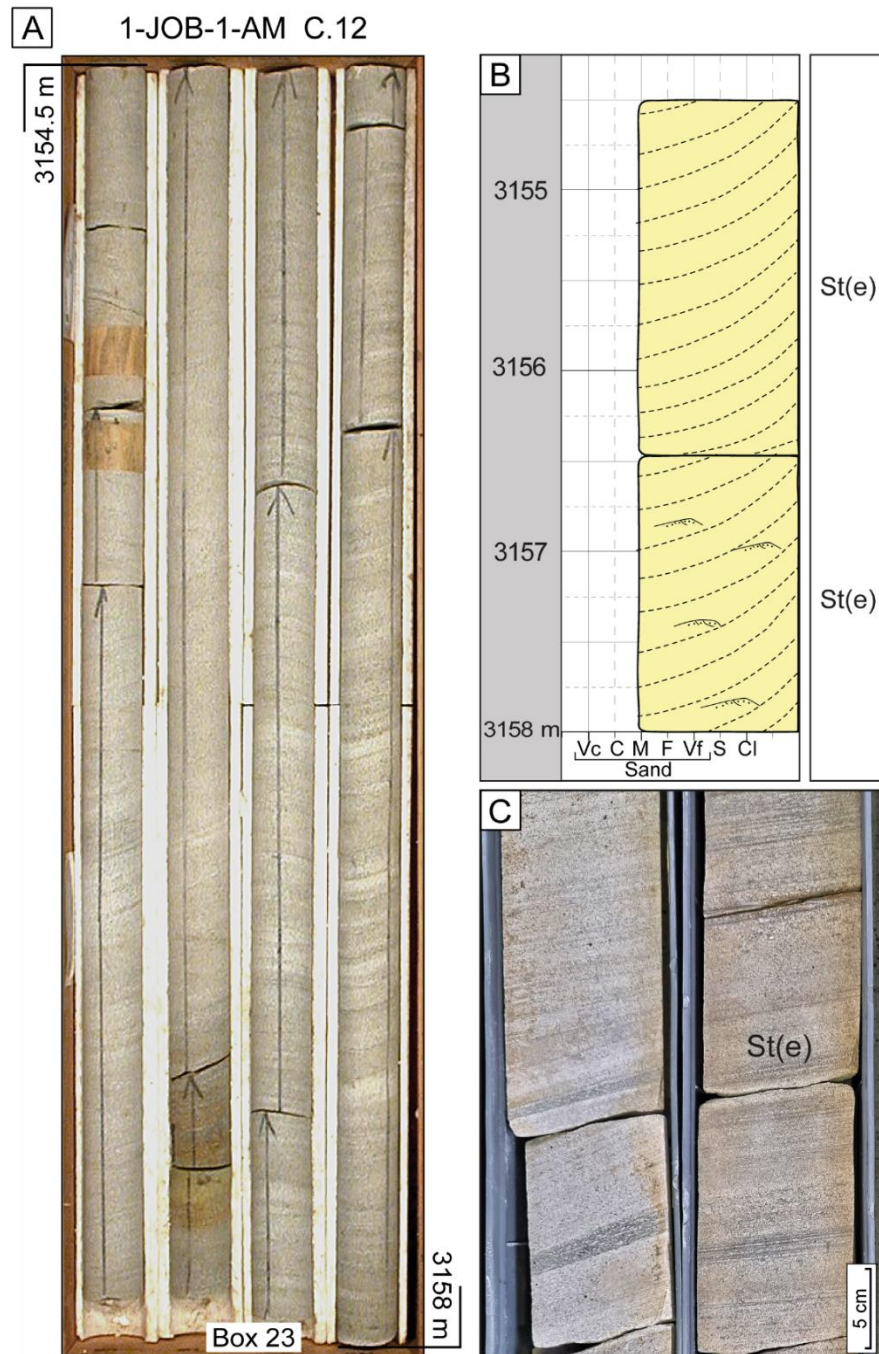 A
1-JOB-1-AM C.12
3154.5 m
3158 m
Box 23
B
3155
3156
3157
3158 m
Vc C M F Vf S Cl
Sand
St(e)
St(e)
C
St(e)
5 cm